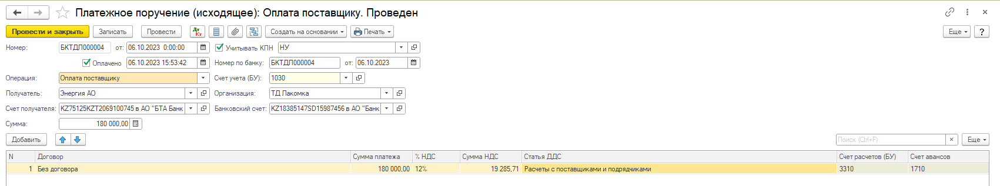 Платежное поручение (исходящее): Оплата поставщику. Проведен
Провести и закрыть Записать Провести Дт Кт Создать на основании Печать Еще ?
Номер: БКТДЛ000004 от: 06.10.2023 0:00:00 Учитывать КПН НУ
Оплачено 06.10.2023 15:53:42 Номер по банку: БКТДЛ000004 от: 06.10.2023
Операция: Оплата поставщику Счет учета (БУ): 1030
Получатель: Энергия АО Организация: ТД Лакомка
Счет получателя: KZ75125KZT2069100745 в АО "БТА Банк Банковский счет: KZ18385147SD15987456 в АО "Банк
Сумма: 180 000,00
Добавить Поиск (Ctrl+F) × Еще
N Договор Сумма платежа % НДС Сумма НДС Статья ДДС Счет расчетов (БУ) Счет авансов
1 Без договора 180 000,00 12% 19 285,71 Расчеты с поставщиками и подрядчиками 3310 1710